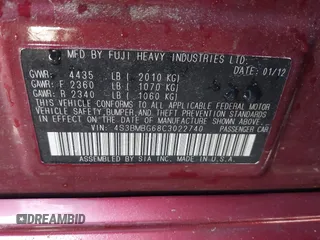 MFD BY FUJI HEAVY INDUSTRIES LTD.
DATE: 01/12
GVWR: 4435 LB ( 2010 KG)
GAWR: F 2360 LB ( 1070 KG)
GAWR: R 2340 LB ( 1060 KG)
THIS VEHICLE CONFORMS TO ALL APPLICABLE FEDERAL MOTOR
VEHICLE SAFETY, BUMPER, AND THEFT PREVENTION STANDARDS
IN EFFECT ON THE DATE OF MANUFACTURE SHOWN ABOVE.
VIN: 4S3BMBG68C3022740 PASSENGER CAR
ASSEMBLED BY SIA INC. MADE IN U.S.A.
DREAMBID